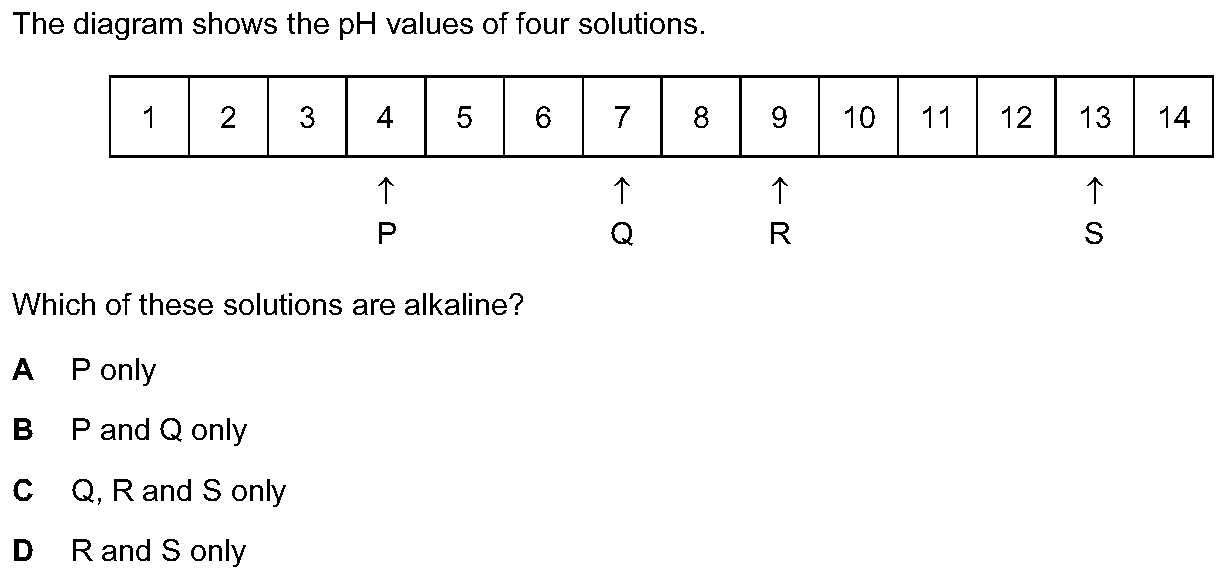 The diagram shows the pH values of four solutions.
1 2 3 4 5 6 7 8 9 10 11 12 13 14
↑ ↑ ↑ ↑
P Q R S
Which of these solutions are alkaline?
A P only
B P and Q only
C Q, R and S only
D R and S only